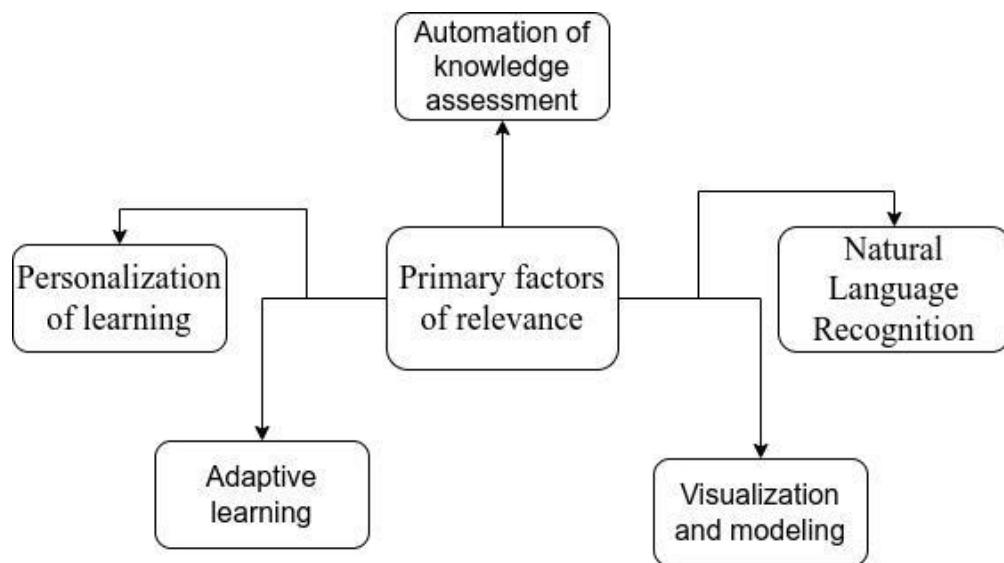 Automation of
knowledge
assessment
Personalization
of learning
Primary factors
of relevance
Natural
Language
Recognition
Adaptive
learning
Visualization
and modeling